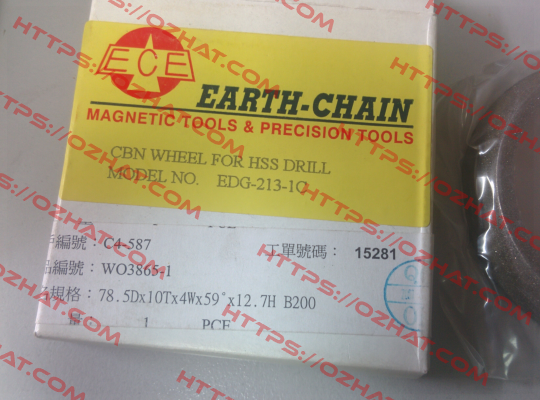 ECE
EARTH-CHAIN
MAGNETIC TOOLS & PRECISION TOOLS
CBN WHEEL FOR HSS DRILL
MODEL NO. EDG-213-1C
編號：C4-587 工單號碼： 15281
編號：WO3865-1
規格：78.5Dx10Tx4Wx59°x12.7H B200
量 1 PCE
HTTPS://OZHAT.COM